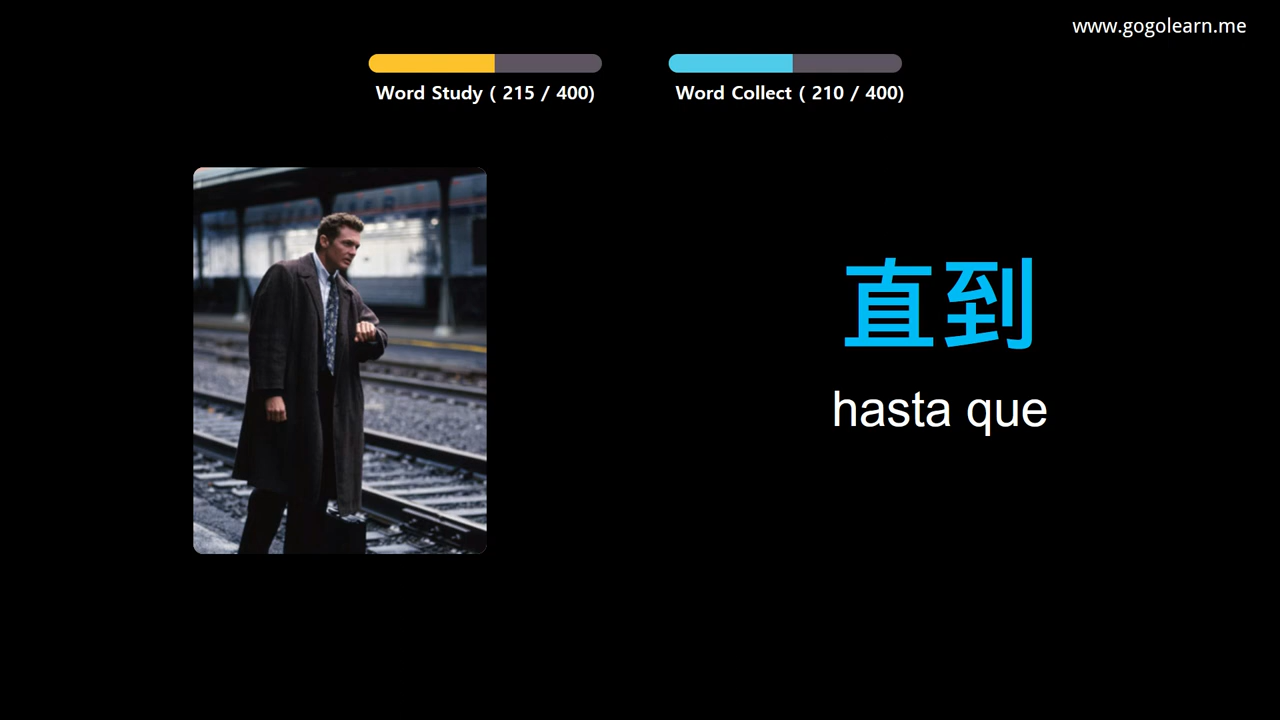 www.gogolearn.me
Word Study ( 215 / 400)
Word Collect ( 210 / 400)
直到
hasta que